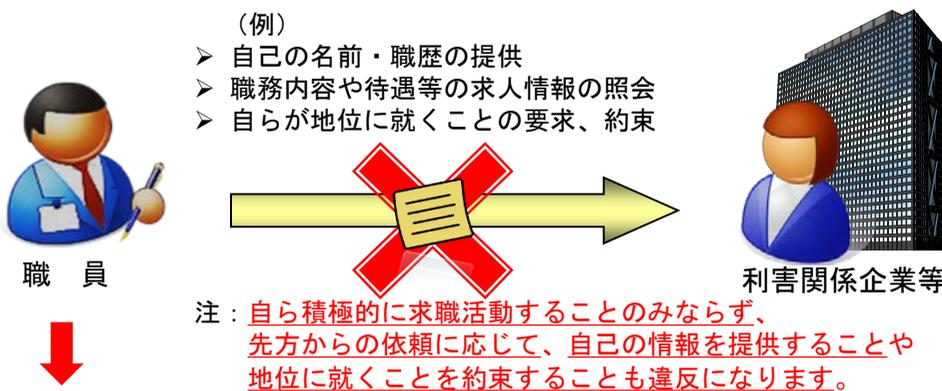 （例）
➢ 自己の名前・職歴の提供
➢ 職務内容や待遇等の求人情報の照会
➢ 自らが地位に就くことの要求、約束
職　員
利害関係企業等
注：自ら積極的に求職活動することのみならず、
先方からの依頼に応じて、自己の情報を提供することや
地位に就くことを約束することも違反になります。